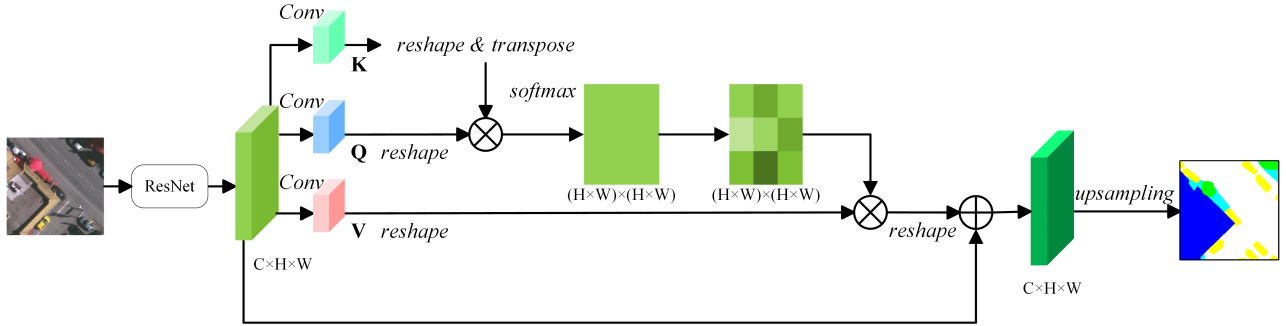 Conv
K
reshape & transpose
Conv
softmax
Q
reshape
ResNet
Conv
(H×W)×(H×W)
(H×W)×(H×W)
upsampling
V
reshape
reshape
C×H×W
C×H×W